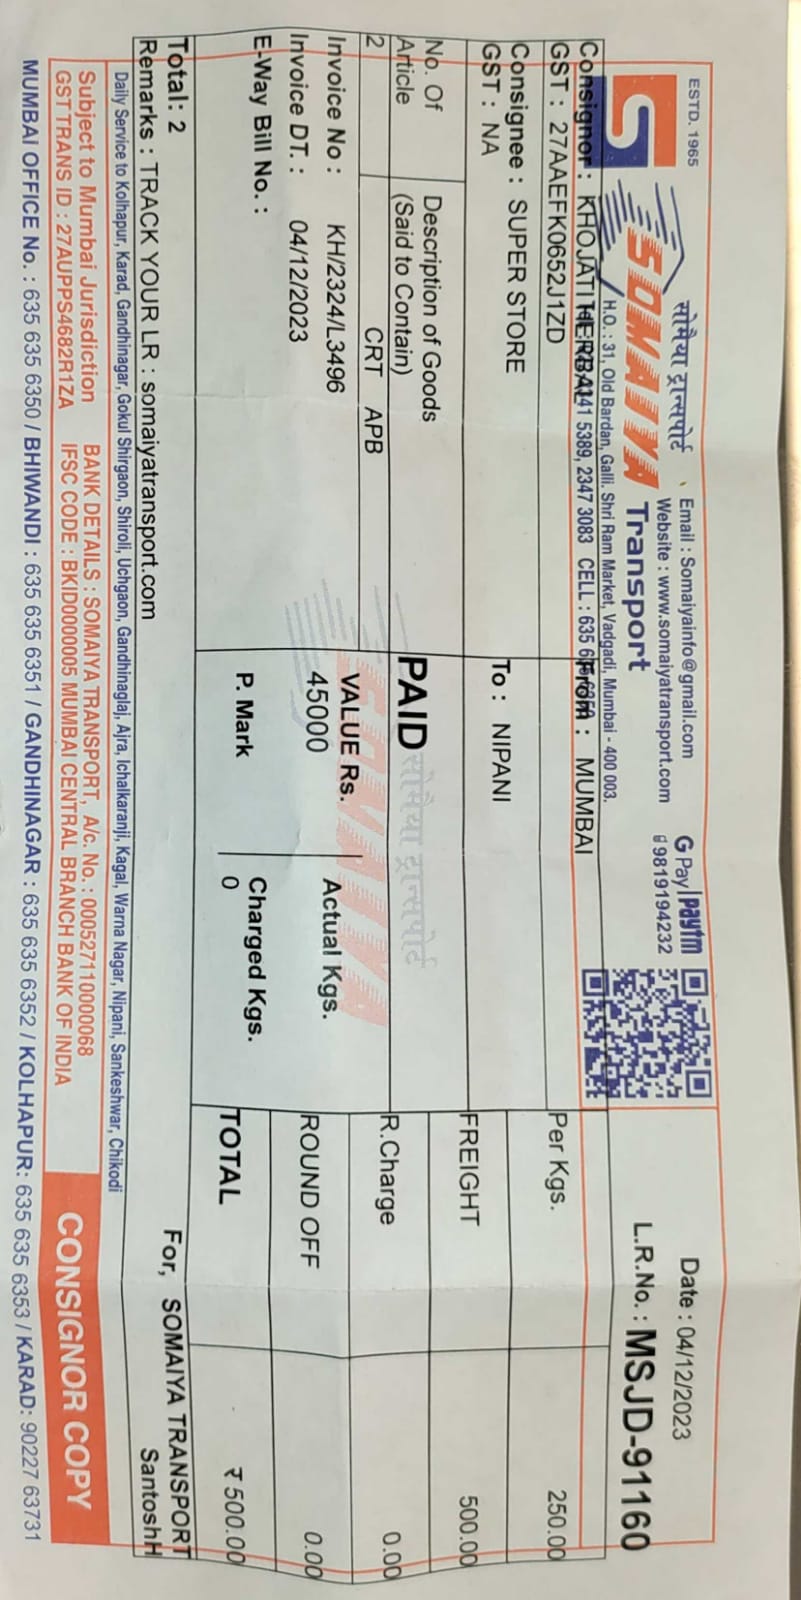 ESTD. 1965
सोमैया ट्रान्सपोर्ट
SOMAIYA Transport
Email : Somaiyainfo@gmail.com
Website : www.somaiyatransport.com
G Pay | paytm
9819194232
Date : 04/12/2023
L.R.No. : MSJD-91160
H.O. : 31, Old Bardan, Galli. Shri Ram Market, Vadgadi, Mumbai - 400 003.
5389, 2347 3083 CELL : 635
Consignor : KHOJATI HERBAL
From : MUMBAI
GST : 27AAEFK0652J1ZD
Consignee : SUPER STORE
To : NIPANI
GST : NA
Per Kgs. 250.00
FREIGHT 500.00
R.Charge 0.00
ROUND OFF 0.00
TOTAL ₹ 500.00
No. Of Article
Description of Goods (Said to Contain)
PAID
सोमैया ट्रान्सपोर्ट
SOMAIYA
2 CRT APB
Invoice No : KH/2324/L3496
VALUE Rs. 45000
Actual Kgs.
Invoice DT. : 04/12/2023
E-Way Bill No. :
P. Mark
Charged Kgs.
0
Total: 2
Remarks : TRACK YOUR LR : somaiyatransport.com
For, SOMAIYA TRANSPORT
SantoshH
Daily Service to Kolhapur, Karad, Gandhinagar, Gokul Shirgaon, Shiroli, Uchgaon, Gandhinaglaj, Ajra, Ichalkaranji, Kagal, Warna Nagar, Nipani, Sankeshwar, Chikodi
Subject to Mumbai Jurisdiction
BANK DETAILS : SOMAIYA TRANSPORT, A/c. No. : 000527110000068
GST TRANS ID : 27AUPPS4682R1ZA
IFSC CODE : BKID0000005 MUMBAI CENTRAL BRANCH BANK OF INDIA
CONSIGNOR COPY
MUMBAI OFFICE No. : 635 635 6350 / BHIWANDI : 635 635 6351 / GANDHINAGAR : 635 635 6352 / KOLHAPUR: 635 635 6353 / KARAD: 90227 63731